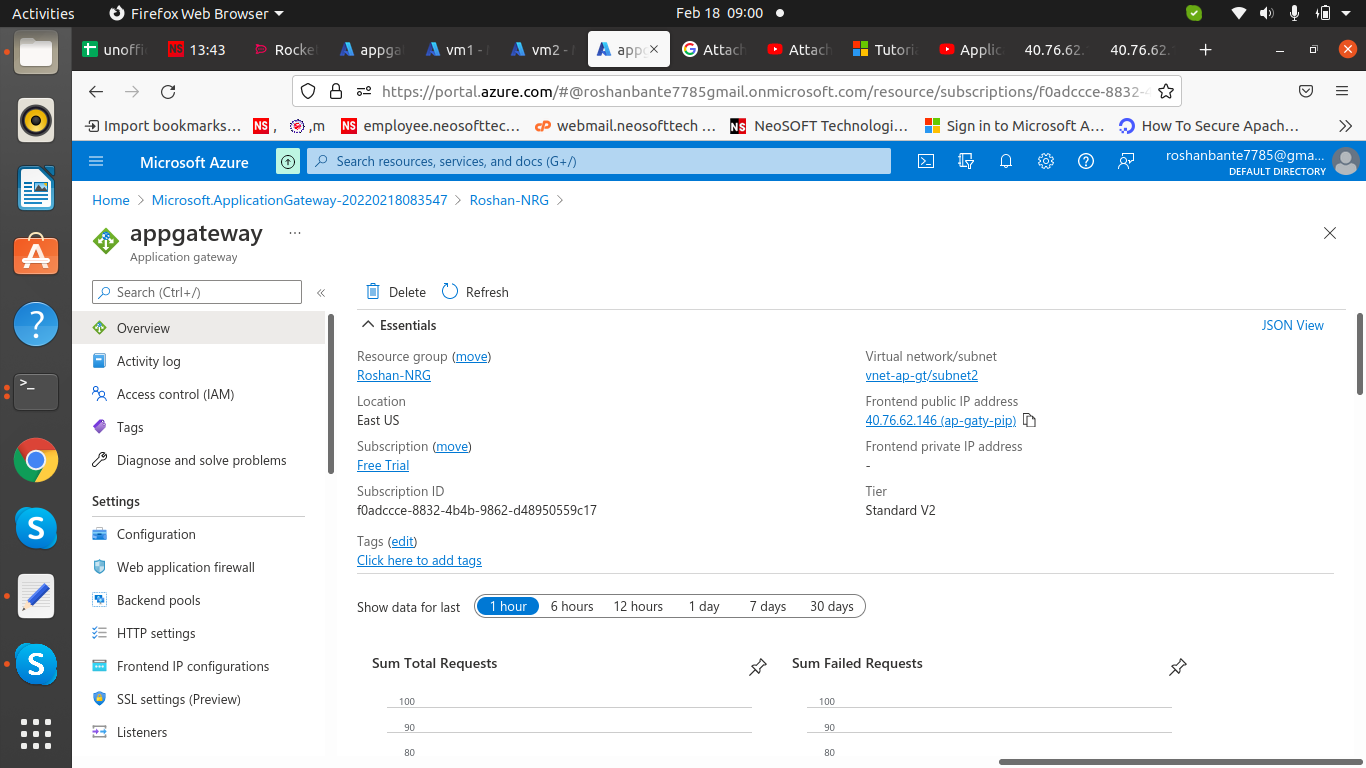 Activities Firefox Web Browser Feb 18 09:00
unoffi 13:43 Rocke appga vm1 - vm2 - appg Attach Attach Tutoria Applic 40.76.62. 40.76.62.
https://portal.azure.com/#@roshanbante7785gmail.onmicrosoft.com/resource/subscriptions/f0adccce-8832-4
Import bookmarks... NS , ,m NS employee.neosofttec... webmail.neosofttech ... NS NeoSOFT Technologi... Sign in to Microsoft A... How To Secure Apach...
Microsoft Azure Search resources, services, and docs (G+/) roshanbante7785@gma...
DEFAULT DIRECTORY
Home > Microsoft.ApplicationGateway-20220218083547 > Roshan-NRG >
appgateway ...
Application gateway
Search (Ctrl+/) «
Overview
Activity log
Access control (IAM)
Tags
Diagnose and solve problems
Settings
Configuration
Web application firewall
Backend pools
HTTP settings
Frontend IP configurations
SSL settings (Preview)
Listeners
Delete Refresh
Essentials JSON View
Resource group (move)
Roshan-NRG
Location
East US
Subscription (move)
Free Trial
Subscription ID
f0adccce-8832-4b4b-9862-d48950559c17
Tags (edit)
Click here to add tags
Virtual network/subnet
vnet-ap-gt/subnet2
Frontend public IP address
40.76.62.146 (ap-gaty-pip)
Frontend private IP address
-
Tier
Standard V2
Show data for last 1 hour 6 hours 12 hours 1 day 7 days 30 days
Sum Total Requests
100
90
80
Sum Failed Requests
100
90
80